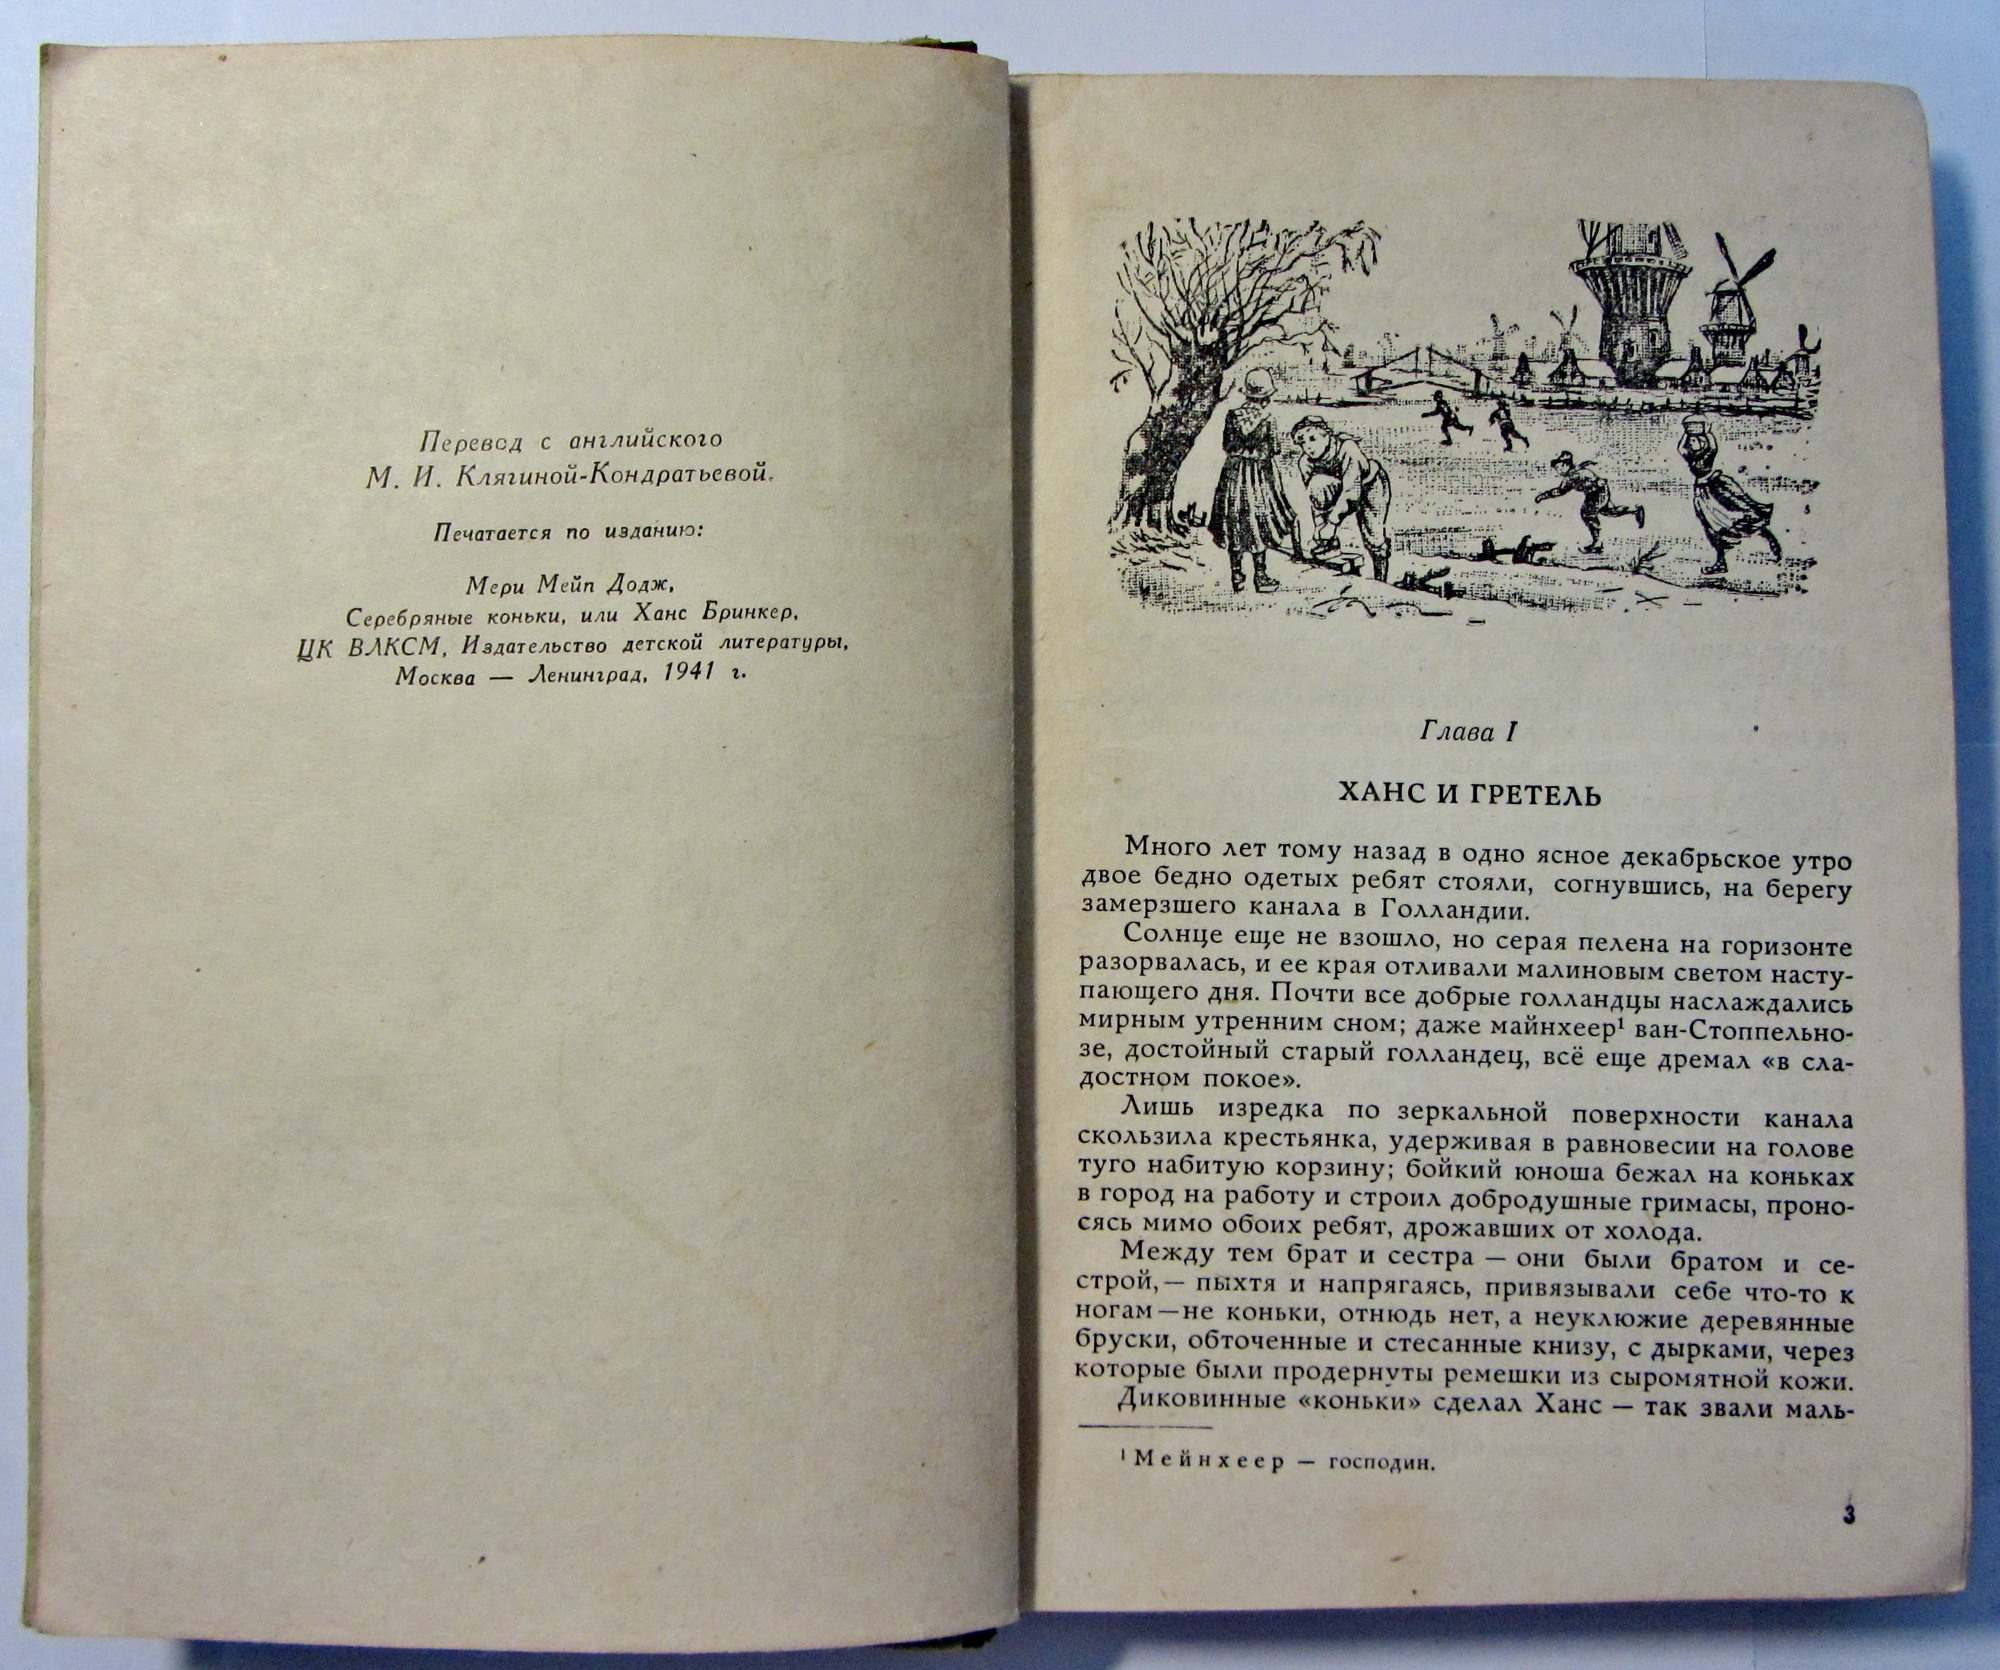 Перевод с английского
М. И. Клягиной-Кондратьевой.
Печатается по изданию:
Мери Мейп Додж,
Серебряные коньки, или Ханс Бринкер,
ЦК ВЛКСМ, Издательство детской литературы,
Москва — Ленинград, 1941 г.
Глава I
ХАНС И ГРЕТЕЛЬ
Много лет тому назад в одно ясное декабрьское утро
двое бедно одетых ребят стояли, согнувшись, на берегу
замерзшего канала в Голландии.
Солнце еще не взошло, но серая пелена на горизонте
разорвалась, и ее края отливали малиновым светом насту-
пающего дня. Почти все добрые голландцы наслаждались
мирным утренним сном; даже майнхеер¹ ван-Стоппельно-
зе, достойный старый голландец, всё еще дремал «в сла-
достном покое».
Лишь изредка по зеркальной поверхности канала
скользила крестьянка, удерживая в равновесии на голове
туго набитую корзину; бойкий юноша бежал на коньках
в город на работу и строил добродушные гримасы, проно-
сясь мимо обоих ребят, дрожавших от холода.
Между тем брат и сестра — они были братом и се-
строй,— пыхтя и напрягаясь, привязывали себе что-то к
ногам—не коньки, отнюдь нет, а неуклюжие деревянные
бруски, обточенные и стесанные книзу, с дырками, через
которые были продернуты ремешки из сыромятной кожи.
Диковинные «коньки» сделал Ханс — так звали маль-
¹ Мейнхеер — господин.
3